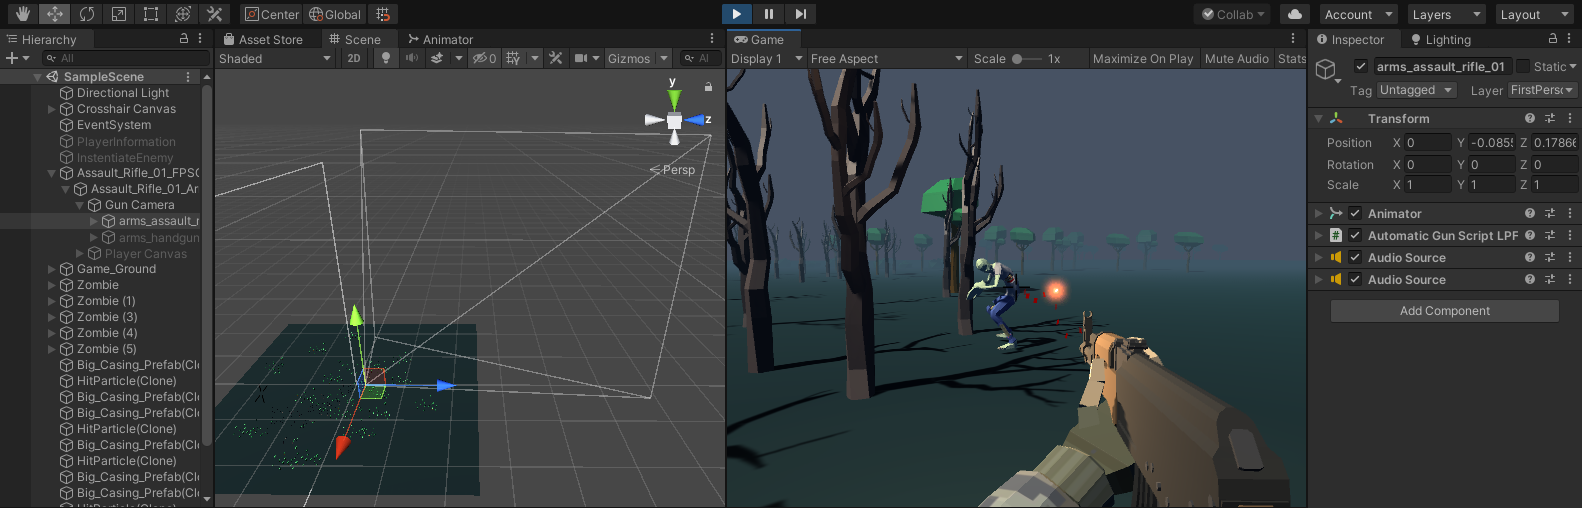 Center Global
Collab Account Layers Layout
Hierarchy
All
SampleScene
Directional Light
Crosshair Canvas
EventSystem
PlayerInformation
InstentiateEnemy
Assault_Rifle_01_FPSC
Assault_Rifle_01_Ar
Gun Camera
arms_assault_r
arms_handgun
Player Canvas
Game_Ground
Zombie
Zombie (1)
Zombie (3)
Zombie (4)
Zombie (5)
Big_Casing_Prefab(Cl
HitParticle(Clone)
Big_Casing_Prefab(Cl
Big_Casing_Prefab(Cl
HitParticle(Clone)
Big_Casing_Prefab(Cl
HitParticle(Clone)
Big_Casing_Prefab(Cl
Big_Casing_Prefab(Cl
HitParticle(Clone)
Asset Store Scene Animator
Shaded 2D 0 Gizmos Al
y
z
Persp
Game
Display 1 Free Aspect Scale 1x Maximize On Play Mute Audio Stats
Inspector Lighting
arms_assault_rifle_01 Static
Tag Untagged Layer FirstPerso
Transform
Position X 0 Y -0.0855 Z 0.17866
Rotation X 0 Y 0 Z 0
Scale X 1 Y 1 Z 1
Animator
# Automatic Gun Script LPF
Audio Source
Audio Source
Add Component